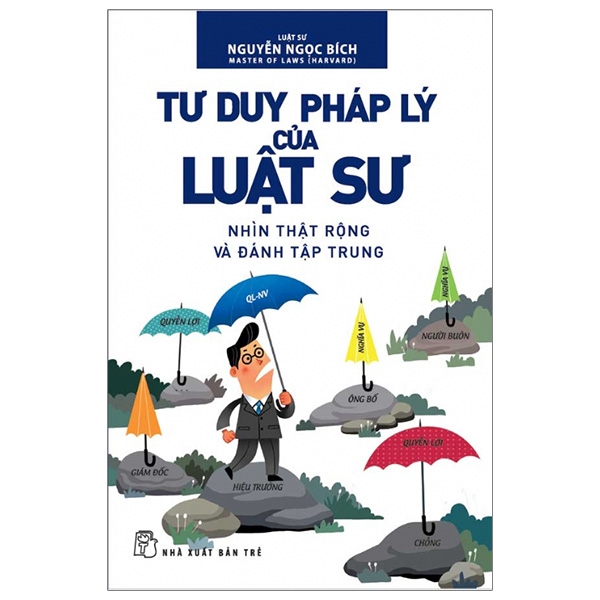 LUẬT SƯ
NGUYỄN NGỌC BÍCH
MASTER OF LAWS (HARVARD)
TƯ DUY PHÁP LÝ
CỦA
LUẬT SƯ
NHÌN THẬT RỘNG
VÀ ĐÁNH TẬP TRUNG
QL-NV
NGHĨA VỤ
QUYỀN LỢI
NGƯỜI BUÔN
NGHĨA VỤ
ÔNG BỐ
QUYỀN LỢI
GIÁM ĐỐC
HIỆU TRƯỞNG
CHỒNG
NHÀ XUẤT BẢN TRẺ